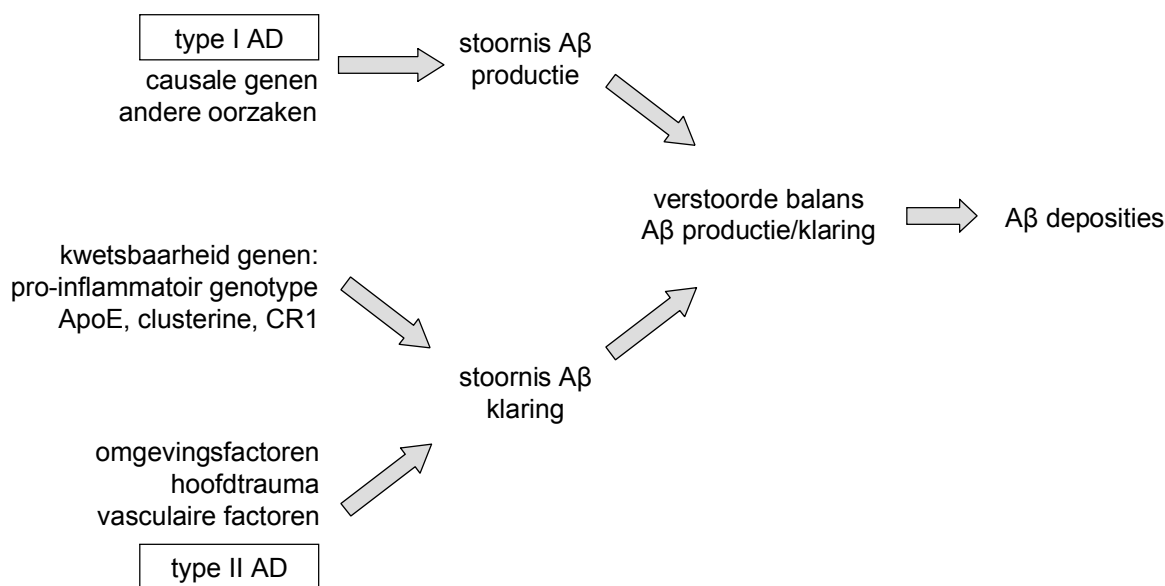 type I AD
causale genen
andere oorzaken
stoornis Aβ
productie
verstoorde balans
Aβ productie/klaring
Aβ deposities
kwetsbaarheid genen:
pro-inflammatoir genotype
ApoE, clusterine, CR1
stoornis Aβ
klaring
omgevingsfactoren
hoofdtrauma
vasculaire factoren
type II AD